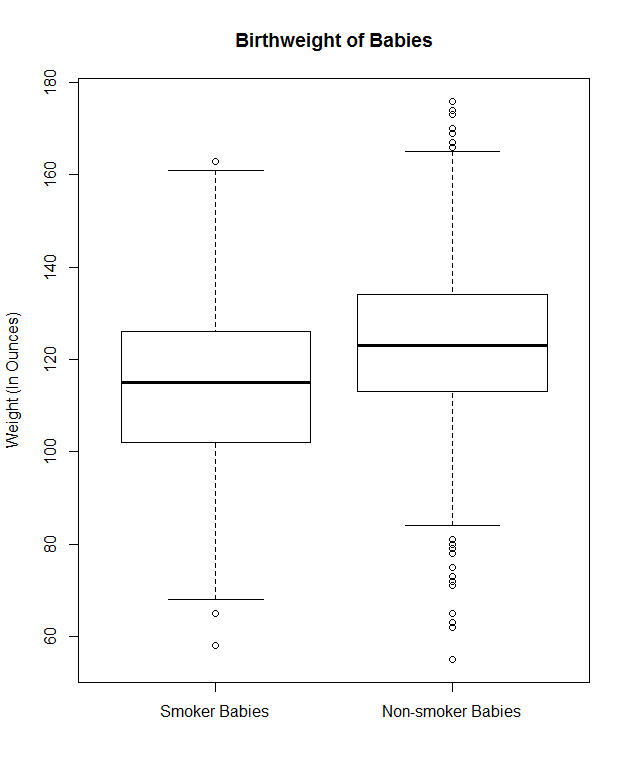 Birthweight of Babies
Weight (In Ounces)
180
160
140
120
100
80
60
Smoker Babies
Non-smoker Babies